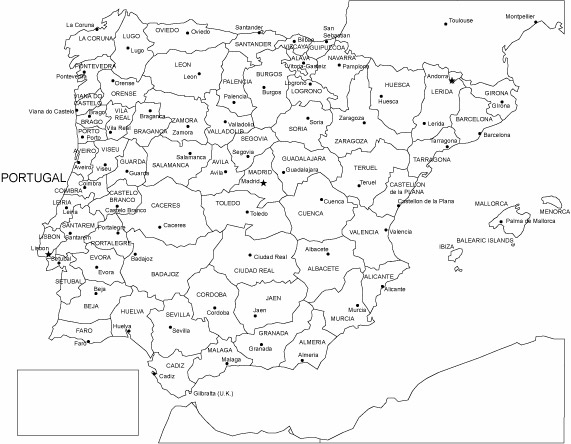 Toulouse
Montpellier
La Coruna
LA CORUNA
LUGO
Lugo
OVIEDO
Oviedo
Santander
SANTANDER
Bilbao
VIZCAYA
San
Sebastian
GUIPUZCOA
ALAVA
Vitoria Gasteiz
NAVARRA
Pamplona
PONTEVEDRA
Pontevedra
Orense
ORENSE
LEON
Leon
PALENCIA
Palencia
BURGOS
Burgos
Logrono
LOGRONO
HUESCA
Huesca
Andorra
LERIDA
Lerida
GIRONA
Girona
BARCELONA
Barcelona
VIANA DO
CASTELO
Viana do Castelo
Brago
BRAGO
VILA
REAL
Vila Real
Braganca
BRAGANCA
ZAMORA
Zamora
Valladolid
VALLADOLID
SORIA
Soria
Zaragoza
ZARAGOZA
Tarragona
TARRAGONA
PORTO
Porto
AVEIRO
Aveiro
VISEU
Viseu
GUARDA
Guarda
SALAMANCA
Salamanca
AVILA
Avila
SEGOVIA
Segovia
MADRID
Madrid
GUADALAJARA
Guadalajara
TERUEL
Teruel
CASTELLON
de la PLANA
Castellon de la Plana
PORTUGAL
Coimbra
COIMBRA
LERIA
Leria
CASTELO
BRANCO
Castelo Branco
CACERES
Caceres
TOLEDO
Toledo
CUENCA
Cuenca
VALENCIA
Valencia
MALLORCA
Palma de Mallorca
MENORCA
BALEARIC ISLANDS
IBIZA
SANTAREM
Santarem
Portalegre
PORTALEGRE
LISBON
Lisbon
Setubal
SETUBAL
EVORA
Evora
Badajoz
BADAJOZ
Ciudad Real
CIUDAD REAL
Albacete
ALBACETE
ALICANTE
Alicante
Beja
BEJA
HUELVA
Huelva
SEVILLA
Sevilla
CORDOBA
Cordoba
JAEN
Jaen
Murcia
MURCIA
FARO
Faro
GRANADA
Granada
ALMERIA
Almeria
MALAGA
Malaga
CADIZ
Cadiz
Gilbraltra (U.K.)